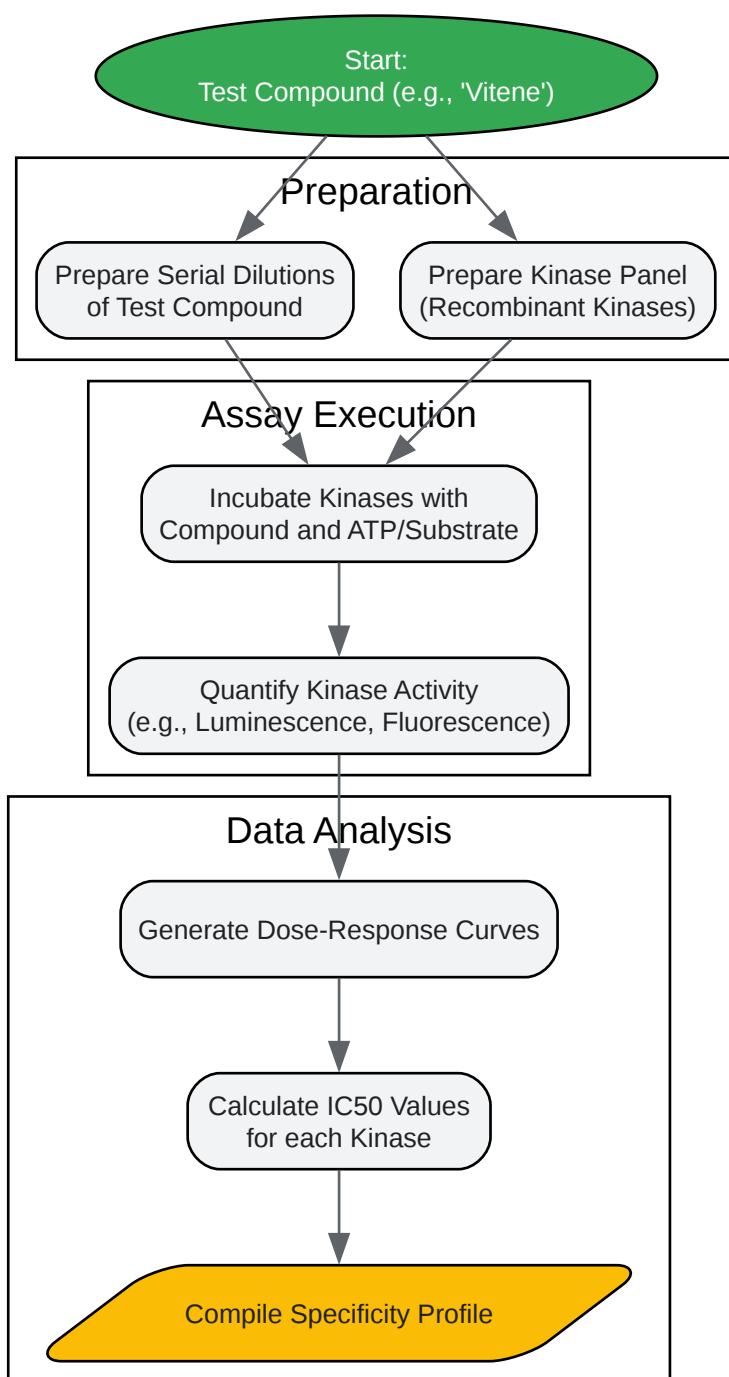 Start:
Test Compound (e.g., 'Vitene')
Preparation
Prepare Serial Dilutions
of Test Compound
Prepare Kinase Panel
(Recombinant Kinases)
Assay Execution
Incubate Kinases with
Compound and ATP/Substrate
Quantify Kinase Activity
(e.g., Luminescence, Fluorescence)
Data Analysis
Generate Dose-Response Curves
Calculate IC50 Values
for each Kinase
Compile Specificity Profile